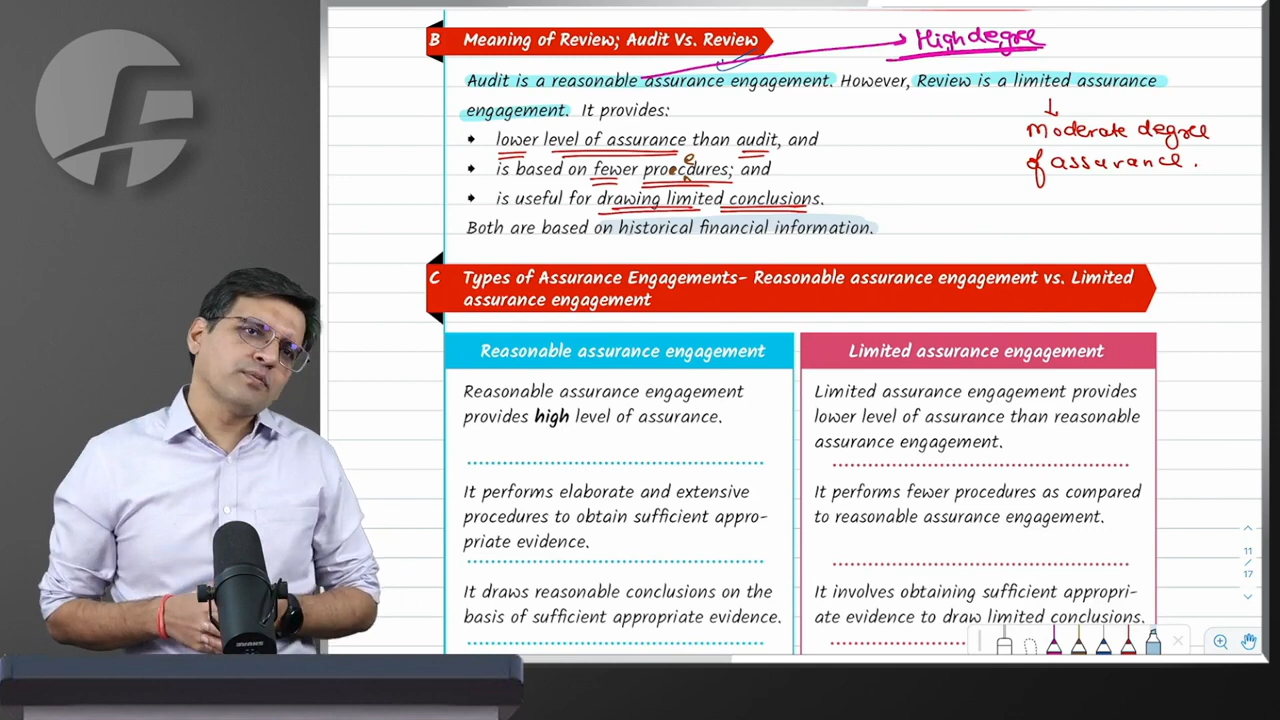 B Meaning of Review; Audit Vs. Review
High degree
Audit is a reasonable assurance engagement. However, Review is a limited assurance
engagement. It provides:
lower level of assurance than audit, and
is based on fewer procedures; and
is useful for drawing limited conclusions.
Both are based on historical financial information.
Moderate degree
of assurance.
C Types of Assurance Engagements- Reasonable assurance engagement vs. Limited
assurance engagement
Reasonable assurance engagement
Reasonable assurance engagement
provides high level of assurance.
It performs elaborate and extensive
procedures to obtain sufficient appro-
priate evidence.
It draws reasonable conclusions on the
basis of sufficient appropriate evidence.
Limited assurance engagement
Limited assurance engagement provides
lower level of assurance than reasonable
assurance engagement.
It performs fewer procedures as compared
to reasonable assurance engagement.
It involves obtaining sufficient appropri-
ate evidence to draw limited conclusions.
11
/
17